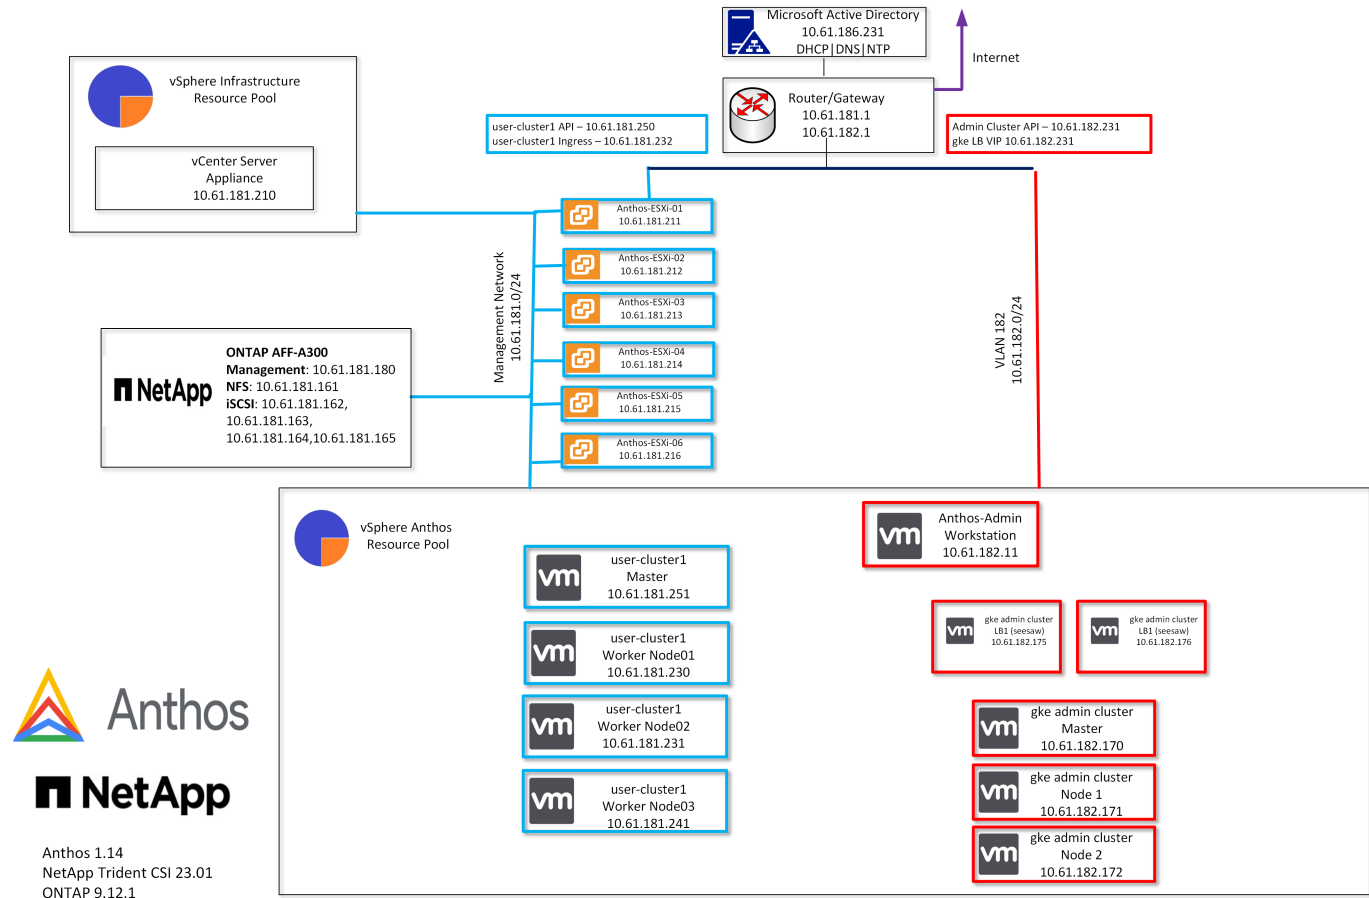 Microsoft Active Directory
10.61.186.231
DHCP|DNS|NTP
Internet
Router/Gateway
10.61.181.1
10.61.182.1
vSphere Infrastructure
Resource Pool
vCenter Server
Appliance
10.61.181.210
user-cluster1 API – 10.61.181.250
user-cluster1 Ingress – 10.61.181.232
Admin Cluster API – 10.61.182.231
gke LB VIP 10.61.182.231
Anthos-ESXi-01
10.61.181.211
Anthos-ESXi-02
10.61.181.212
Anthos-ESXi-03
10.61.181.213
Anthos-ESXi-04
10.61.181.214
Anthos-ESXi-05
10.61.181.215
Anthos-ESXi-06
10.61.181.216
Management Network
10.61.181.0/24
VLAN 182
10.61.182.0/24
NetApp
ONTAP AFF-A300
Management: 10.61.181.180
NFS: 10.61.181.161
iSCSI: 10.61.181.162,
10.61.181.163,
10.61.181.164,10.61.181.165
vSphere Anthos
Resource Pool
vm
user-cluster1
Master
10.61.181.251
vm
user-cluster1
Worker Node01
10.61.181.230
vm
user-cluster1
Worker Node02
10.61.181.231
vm
user-cluster1
Worker Node03
10.61.181.241
vm
Anthos-Admin
Workstation
10.61.182.11
vm
gke admin cluster
LB1 (seesaw)
10.61.182.175
vm
gke admin cluster
LB1 (seesaw)
10.61.182.176
vm
gke admin cluster
Master
10.61.182.170
vm
gke admin cluster
Node 1
10.61.182.171
vm
gke admin cluster
Node 2
10.61.182.172
Anthos
NetApp
Anthos 1.14
NetApp Trident CSI 23.01
ONTAP 9.12.1